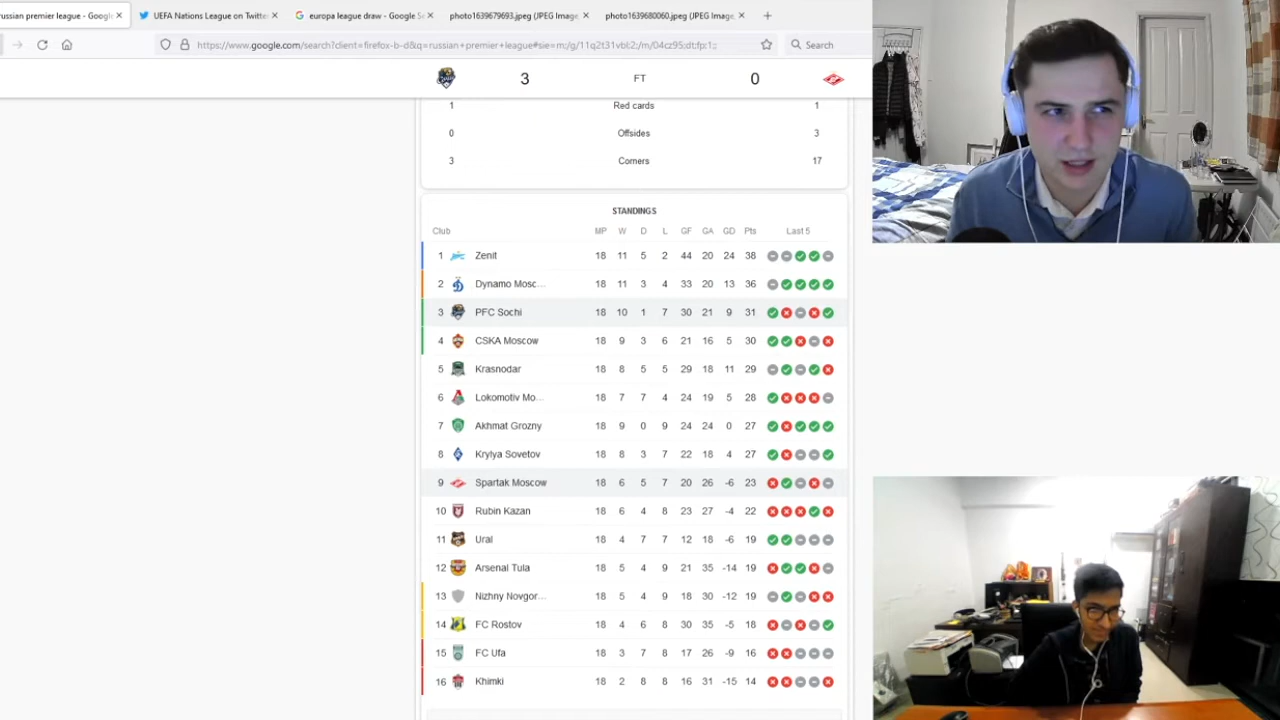 russian premier league - Google UEFA Nations League on Twitte europa league draw - Google Se photo1639679693.jpeg (JPEG Image, photo1639680060.jpeg (JPEG Image,
Search
3 FT 0
1 Red cards 1
0 Offsides 3
3 Corners 17
STANDINGS
Club MP W D L GF GA GD Pts Last 5
1 Zenit 18 11 5 2 44 20 24 38
2 Dynamo Mosc... 18 11 3 4 33 20 13 36
3 PFC Sochi 18 10 1 7 30 21 9 31
4 CSKA Moscow 18 9 3 6 21 16 5 30
5 Krasnodar 18 8 5 5 29 18 11 29
6 Lokomotiv Mo... 18 7 7 4 24 19 5 28
7 Akhmat Grozny 18 9 0 9 24 24 0 27
8 Krylya Sovetov 18 8 3 7 22 18 4 27
9 Spartak Moscow 18 6 5 7 20 26 -6 23
10 Rubin Kazan 18 6 4 8 23 27 -4 22
11 Ural 18 4 7 7 12 18 -6 19
12 Arsenal Tula 18 5 4 9 21 35 -14 19
13 Nizhny Novgor... 18 5 4 9 18 30 -12 19
14 FC Rostov 18 4 6 8 30 35 -5 18
15 FC Ufa 18 3 7 8 17 26 -9 16
16 Khimki 18 2 8 8 16 31 -15 14